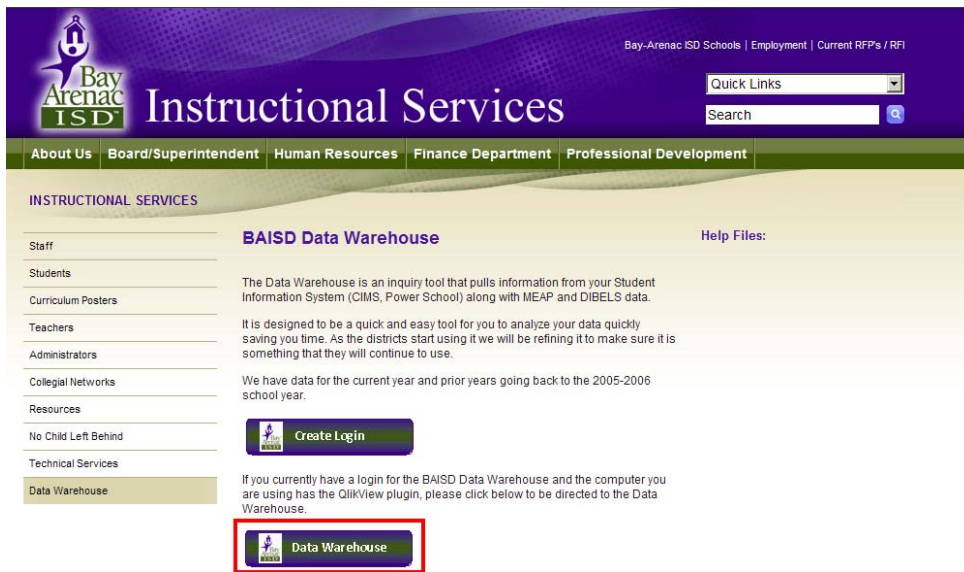 Bay-Arenac ISD Schools | Employment | Current RFP's / RFI
Bay
Arenac
ISD™
Instructional Services
Quick Links
Search
About Us Board/Superintendent Human Resources Finance Department Professional Development
INSTRUCTIONAL SERVICES
Staff
Students
Curriculum Posters
Teachers
Administrators
Collegial Networks
Resources
No Child Left Behind
Technical Services
Data Warehouse
BAISD Data Warehouse
The Data Warehouse is an inquiry tool that pulls information from your Student
Information System (CIMS, Power School) along with MEAP and DIBELS data.
It is designed to be a quick and easy tool for you to analyze your data quickly
saving you time. As the districts start using it we will be refining it to make sure it is
something that they will continue to use.
We have data for the current year and prior years going back to the 2005-2006
school year.
Bay
Arenac
ISD
Create Login
If you currently have a login for the BAISD Data Warehouse and the computer you
are using has the QlikView plugin, please click below to be directed to the Data
Warehouse.
Bay
Arenac
ISD
Data Warehouse
Help Files: